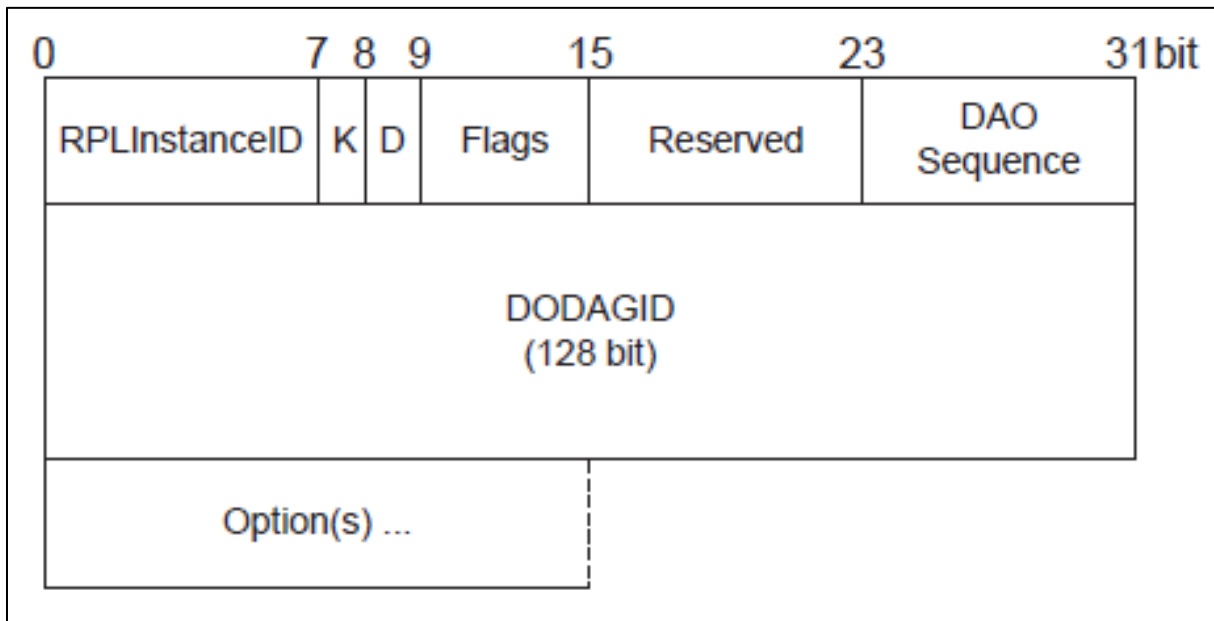 0 7 8 9 15 23 31bit
RPLInstanceID K D Flags Reserved DAO
Sequence
DODAGID
(128 bit)
Option(s) ...